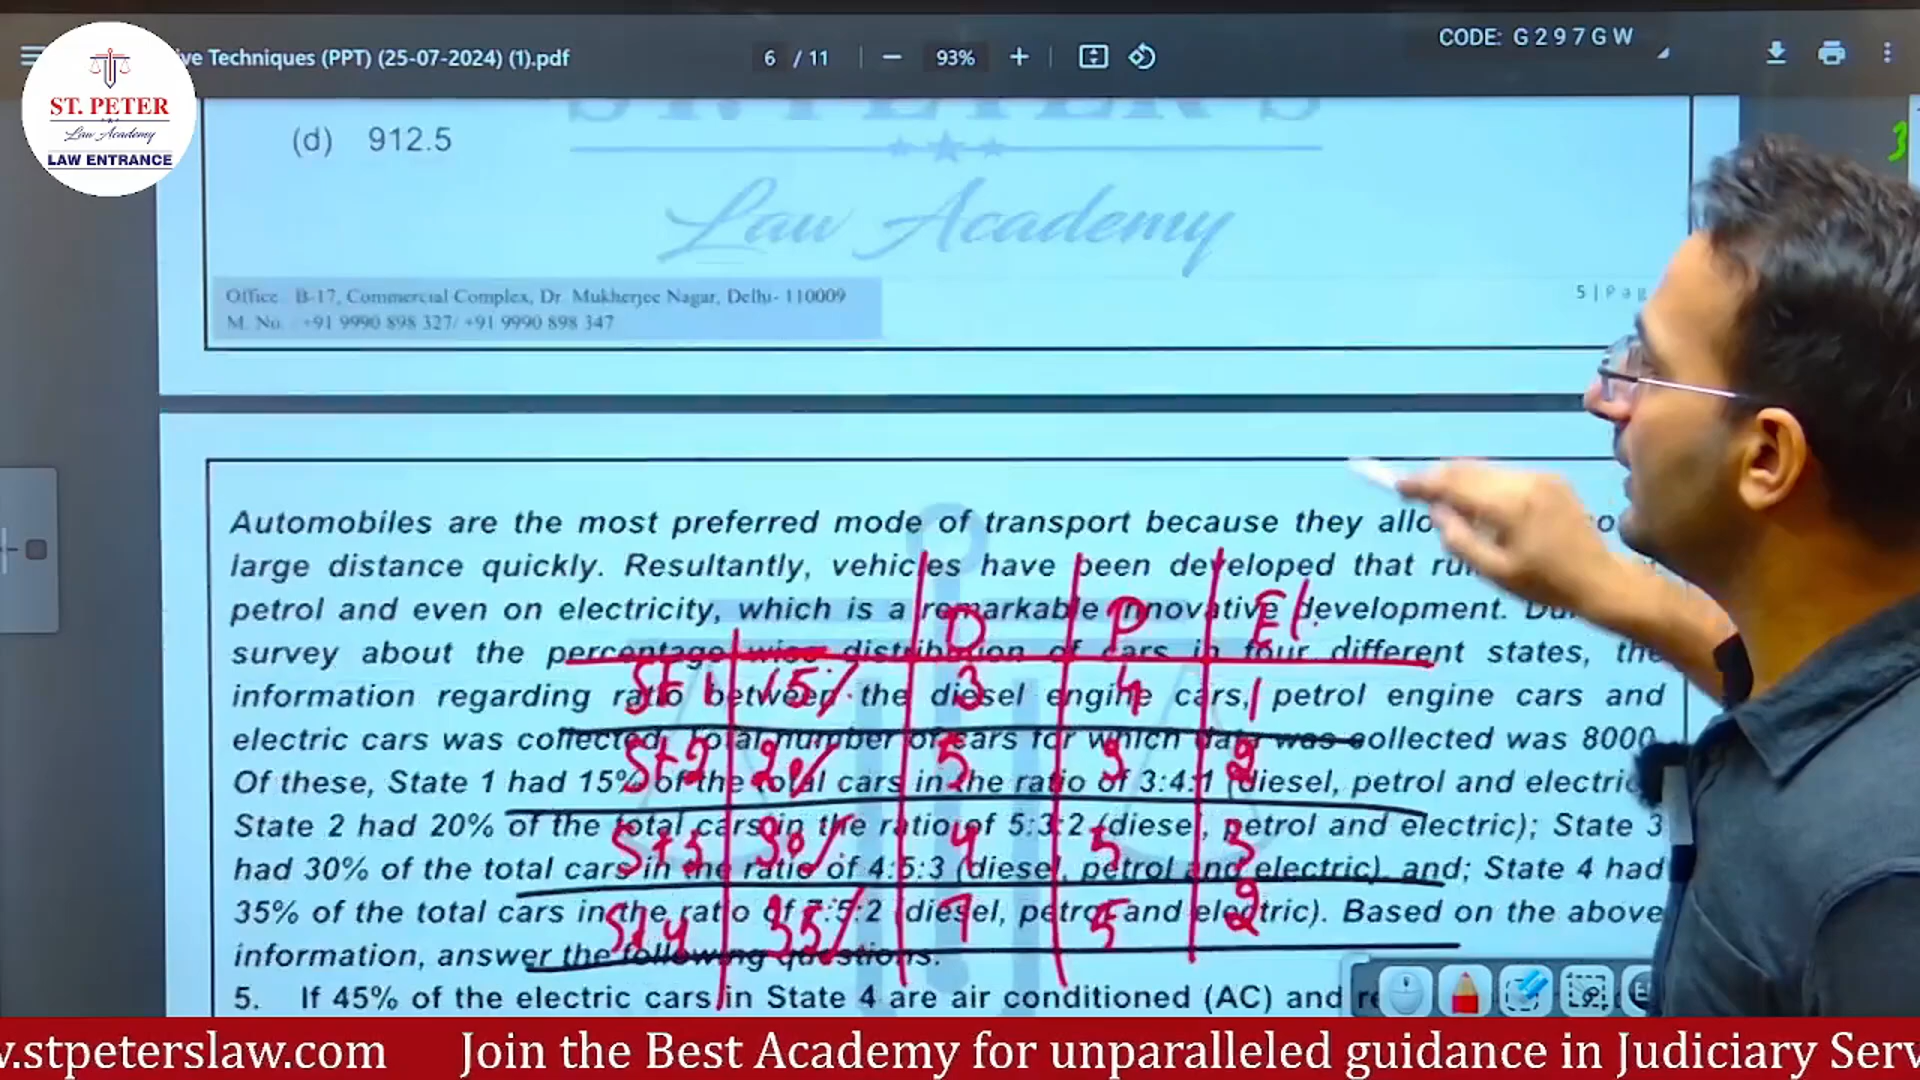 ive Techniques (PPT) (25-07-2024) (1).pdf
6 / 11
93%
CODE: G297GW
ST. PETER
Law Academy
LAW ENTRANCE
(d) 912.5
ST. PETER'S
Law Academy
Office B-17, Commercial Complex, Dr Mukherjee Nagar, Delhi- 110009
M. No. +91 9990 898 327/ +91 9990 898 347
5 | Pag
Automobiles are the most preferred mode of transport because they allo
large distance quickly. Resultantly, vehicles have been developed that
petrol and even on electricity, which is a remarkable innovative development.
survey about the percentage wise distribution of cars in four different states, the
information regarding ratio between the diesel engine cars, petrol engine cars and
electric cars was collected. Total number of cars for which data was collected was 8000.
Of these, State 1 had 15% of the total cars in the ratio of 3:4:1 (diesel, petrol and electric
State 2 had 20% of the total cars in the ratio of 5:3:2 (diesel, petrol and electric); State 3
had 30% of the total cars in the ratio of 4:5:3 (diesel, petrol and electric) and; State 4 had
35% of the total cars in the ratio of 7:5:2 (diesel, petrol and electric). Based on the above
information, answer the following questions.
5. If 45% of the electric cars in State 4 are air conditioned (AC) and re
D P El.
St 1 15% 3 4 1
St 2 20% 5 3 2
St 3 30% 4 5 3
St 4 35% 7 5 2
w.stpeterslaw.com Join the Best Academy for unparalleled guidance in Judiciary Serv